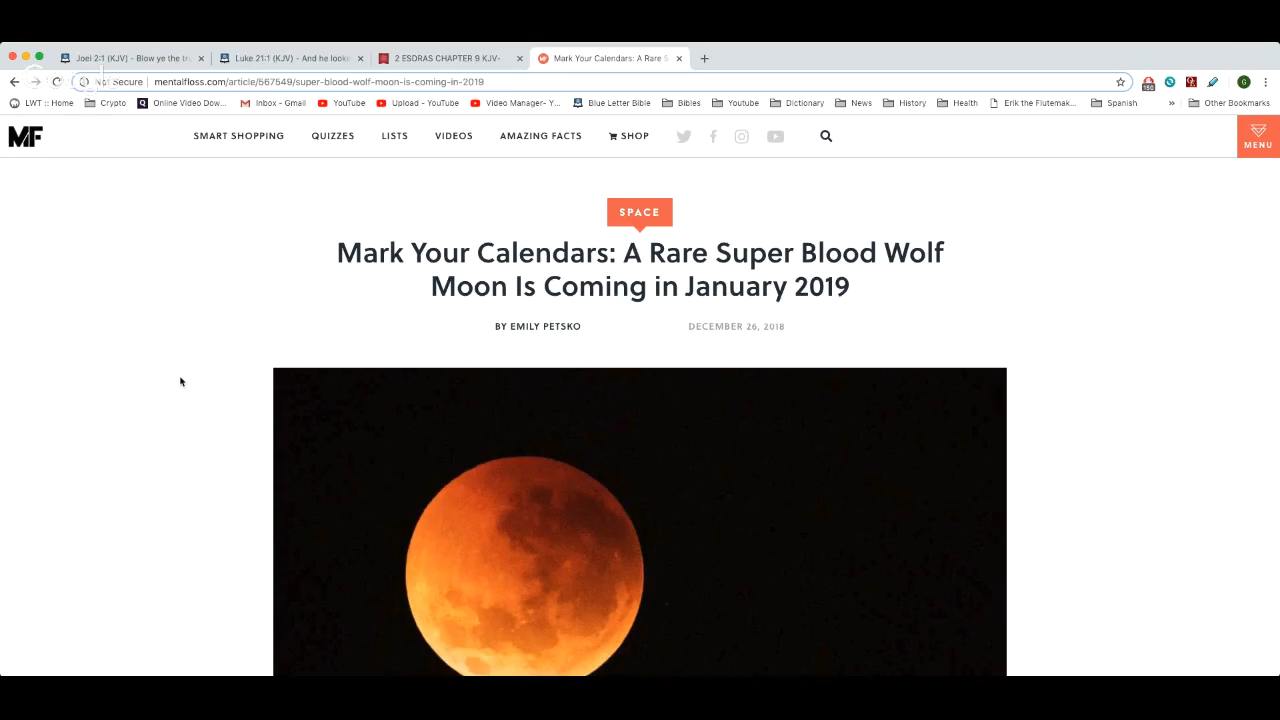 Joel 2:1 (KJV) - Blow ye the tru
Luke 21:1 (KJV) - And he looke
2 ESDRAS CHAPTER 9 KJV-
Mark Your Calendars: A Rare S
Not Secure | mentalfloss.com/article/567549/super-blood-wolf-moon-is-coming-in-2019
150
G
LWT :: Home Crypto Online Video Dow... Inbox - Gmail YouTube Upload - YouTube Video Manager- Y... Blue Letter Bible Bibles Youtube Dictionary News History Health Erik the Flutemak... Spanish » Other Bookmarks
MF SMART SHOPPING QUIZZES LISTS VIDEOS AMAZING FACTS SHOP MENU
SPACE
Mark Your Calendars: A Rare Super Blood Wolf
Moon Is Coming in January 2019
BY EMILY PETSKO DECEMBER 26, 2018